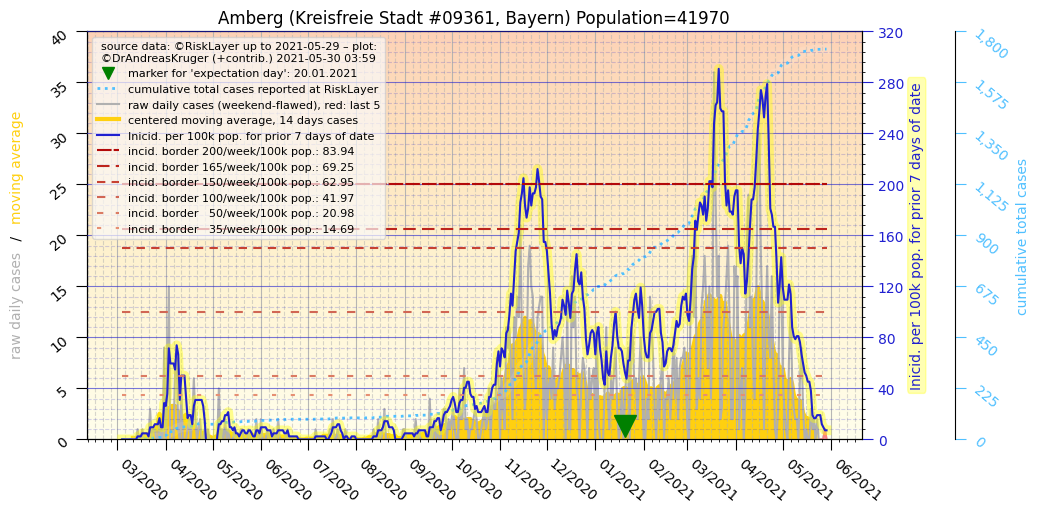 Amberg (Kreisfreie Stadt #09361, Bayern) Population=41970
source data: ©RiskLayer up to 2021-05-29 – plot:
©DrAndreasKruger (+contrib.) 2021-05-30 03:59
marker for 'expectation day': 20.01.2021
cumulative total cases reported at RiskLayer
raw daily cases (weekend-flawed), red: last 5
centered moving average, 14 days cases
Inicid. per 100k pop. for prior 7 days of date
incid. border 200/week/100k pop.: 83.94
incid. border 165/week/100k pop.: 69.25
incid. border 150/week/100k pop.: 62.95
incid. border 100/week/100k pop.: 41.97
incid. border 50/week/100k pop.: 20.98
incid. border 35/week/100k pop.: 14.69
raw daily cases / moving average
40
35
30
25
20
15
10
5
0
03/2020
04/2020
05/2020
06/2020
07/2020
08/2020
09/2020
10/2020
11/2020
12/2020
01/2021
02/2021
03/2021
04/2021
05/2021
06/2021
320
280
240
200
160
120
80
40
0
Inicid. per 100k pop. for prior 7 days of date
1,800
1,575
1,350
1,125
900
675
450
225
0
cumulative total cases